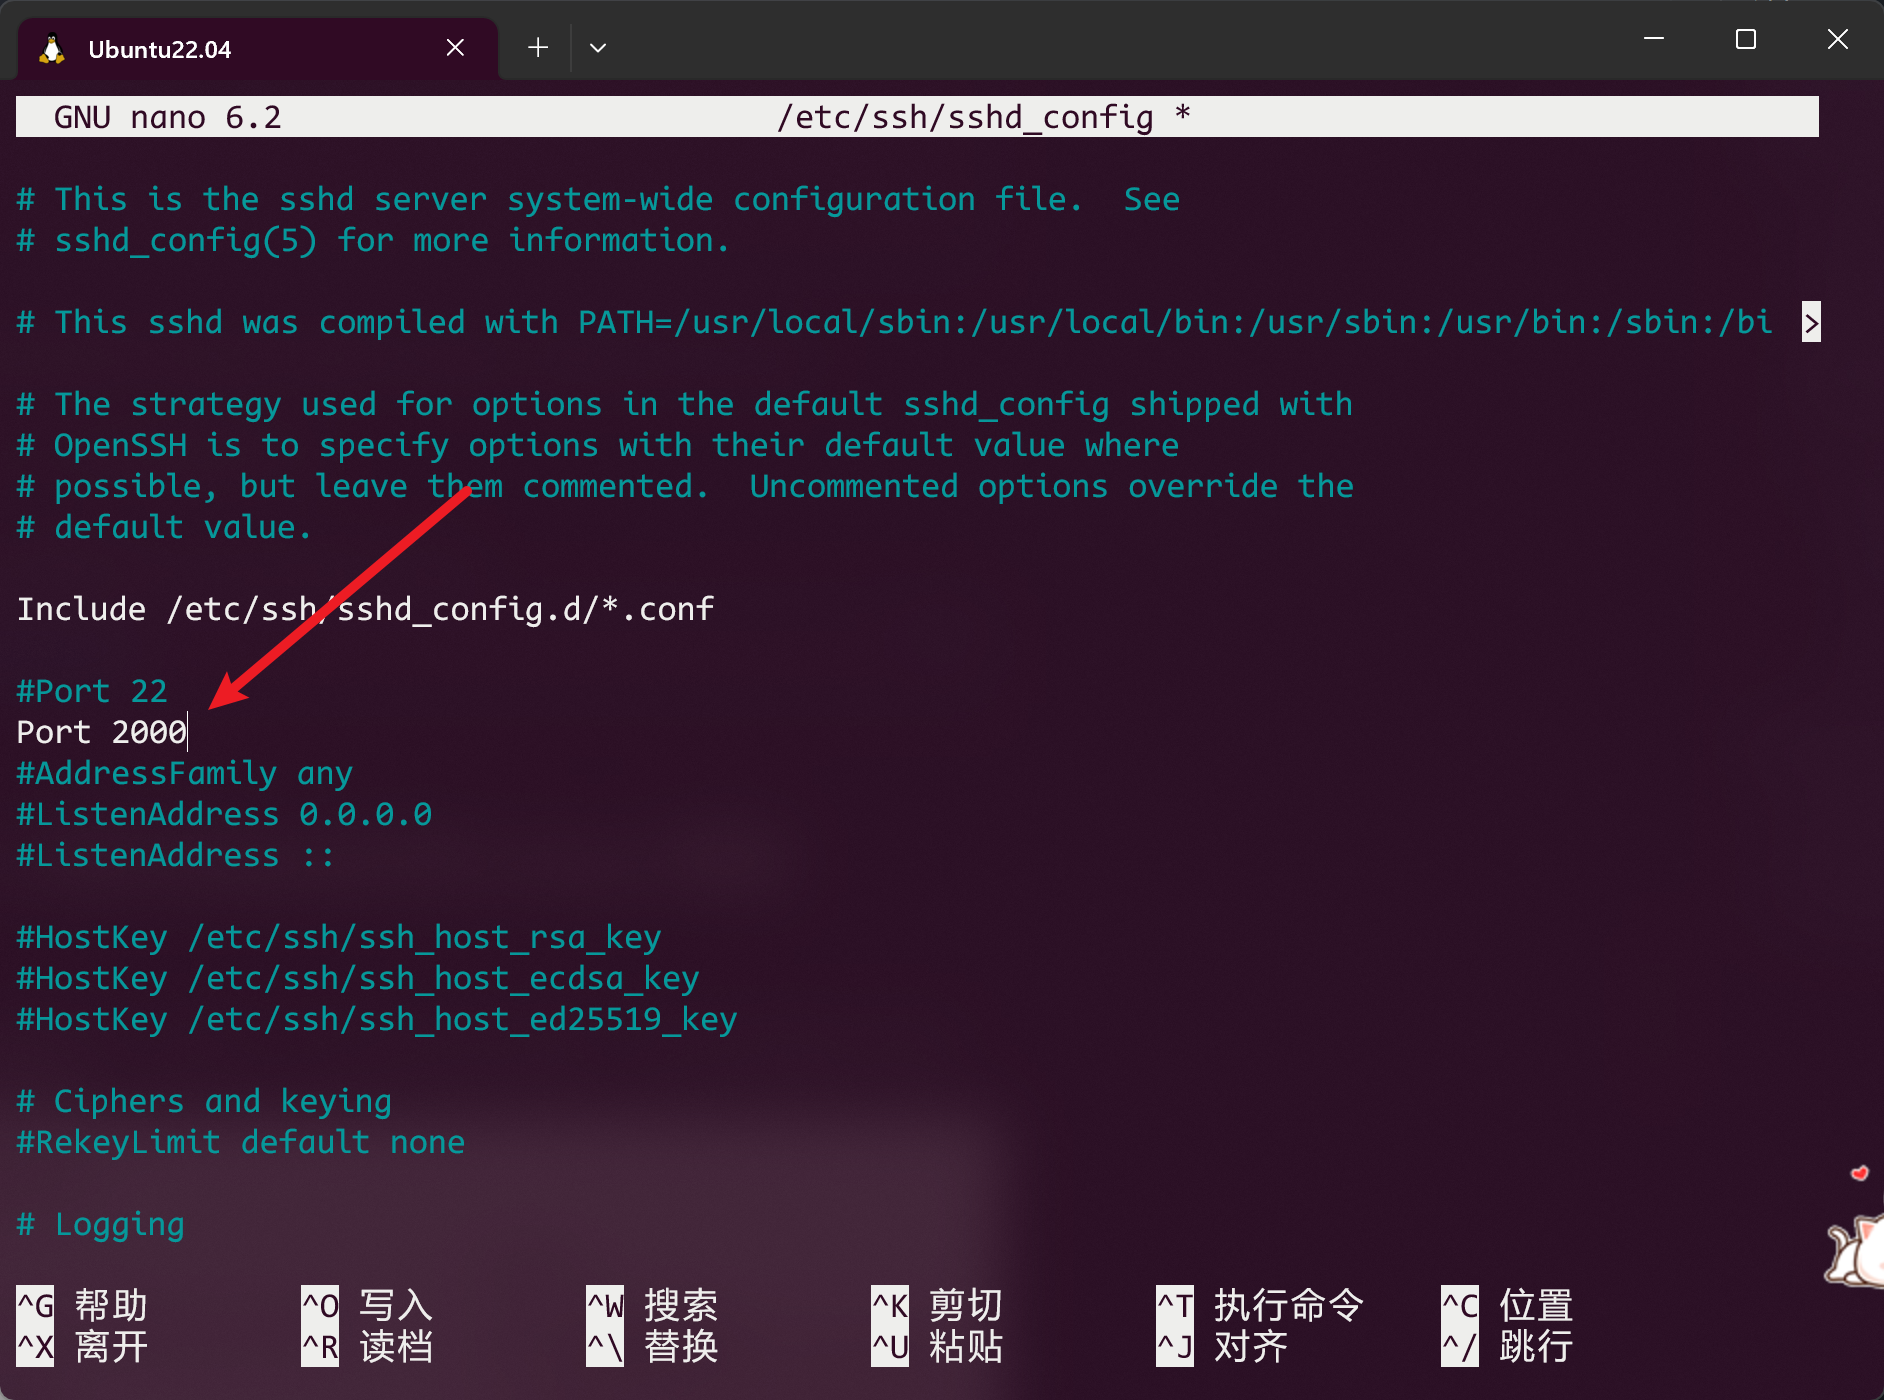 Ubuntu22.04
GNU nano 6.2 /etc/ssh/sshd_config *
# This is the sshd server system-wide configuration file.  See
# sshd_config(5) for more information.
# This sshd was compiled with PATH=/usr/local/sbin:/usr/local/bin:/usr/sbin:/usr/bin:/sbin:/bi >
# The strategy used for options in the default sshd_config shipped with
# OpenSSH is to specify options with their default value where
# possible, but leave them commented.  Uncommented options override the
# default value.
Include /etc/ssh/sshd_config.d/*.conf
#Port 22
Port 2000
#AddressFamily any
#ListenAddress 0.0.0.0
#ListenAddress ::
#HostKey /etc/ssh/ssh_host_rsa_key
#HostKey /etc/ssh/ssh_host_ecdsa_key
#HostKey /etc/ssh/ssh_host_ed25519_key
# Ciphers and keying
#RekeyLimit default none
# Logging
^G 帮助 ^O 写入 ^W 搜索 ^K 剪切 ^T 执行命令 ^C 位置
^X 离开 ^R 读档 ^\ 替换 ^U 粘贴 ^J 对齐 ^/ 跳行